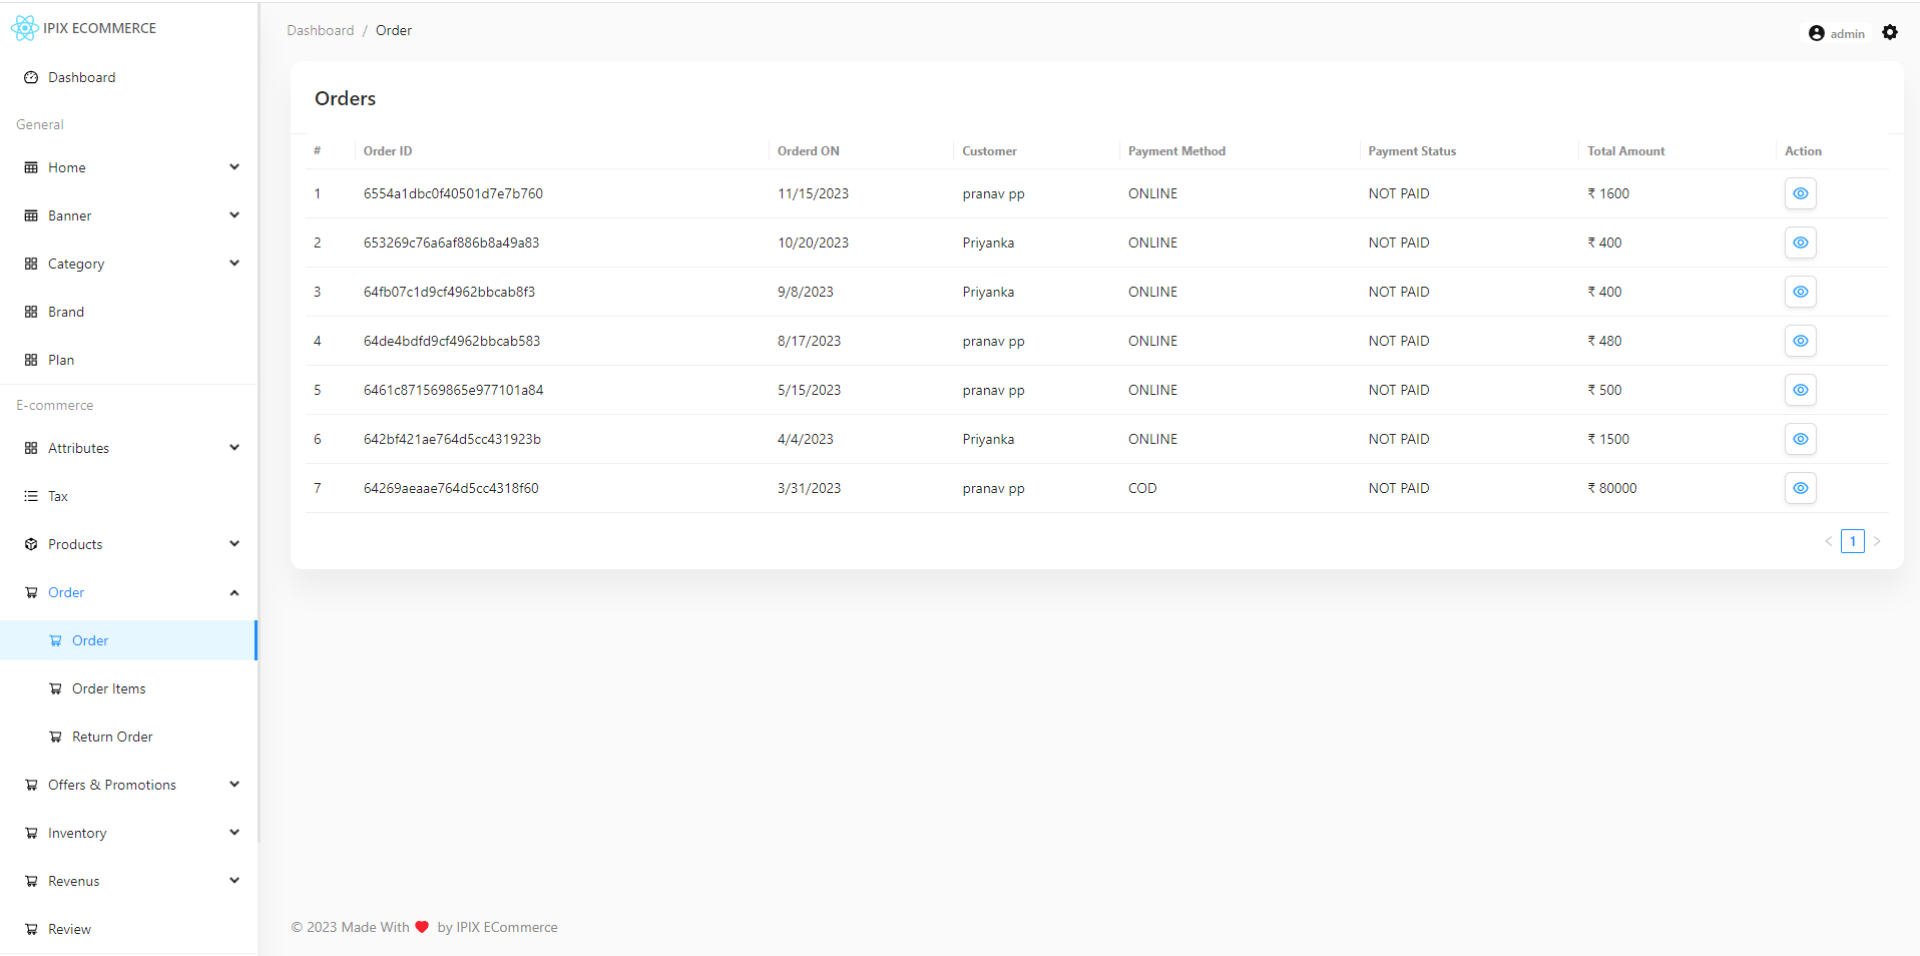 IPIX ECOMMERCE
Dashboard
General
Home
Banner
Category
Brand
Plan
E-commerce
Attributes
Tax
Products
Order
Order
Order Items
Return Order
Offers & Promotions
Inventory
Revenus
Review
Dashboard / Order
admin
Orders
# Order ID Orderd ON Customer Payment Method Payment Status Total Amount Action
1 6554a1dbc0f40501d7e7b760 11/15/2023 pranav pp ONLINE NOT PAID ₹ 1600
2 653269c76a6af886b8a49a83 10/20/2023 Priyanka ONLINE NOT PAID ₹ 400
3 64fb07c1d9cf4962bbcab8f3 9/8/2023 Priyanka ONLINE NOT PAID ₹ 400
4 64de4bdfd9cf4962bbcab583 8/17/2023 pranav pp ONLINE NOT PAID ₹ 480
5 6461c871569865e977101a84 5/15/2023 pranav pp ONLINE NOT PAID ₹ 500
6 642bf421ae764d5cc431923b 4/4/2023 Priyanka ONLINE NOT PAID ₹ 1500
7 64269aeaae764d5cc4318f60 3/31/2023 pranav pp COD NOT PAID ₹ 80000
< 1 >
© 2023 Made With ❤ by IPIX ECommerce